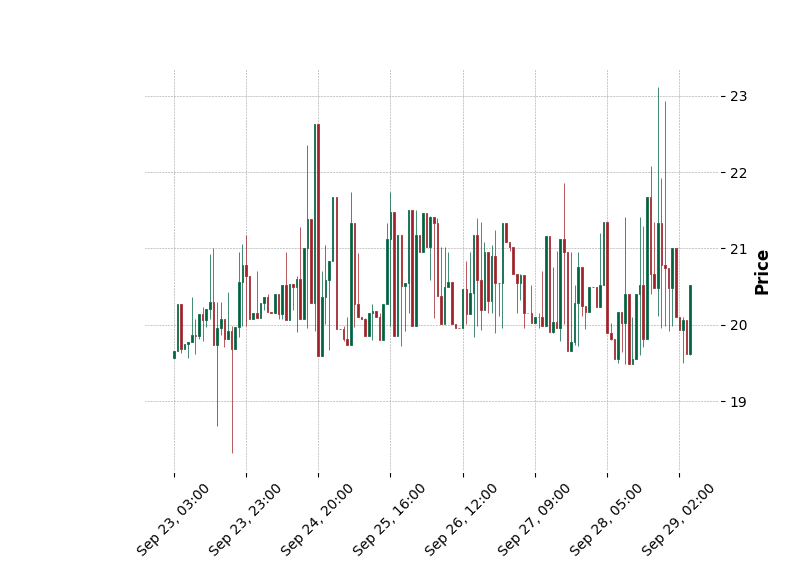 23
22
21
20
19
Price
Sep 23, 03:00
Sep 23, 23:00
Sep 24, 20:00
Sep 25, 16:00
Sep 26, 12:00
Sep 27, 09:00
Sep 28, 05:00
Sep 29, 02:00